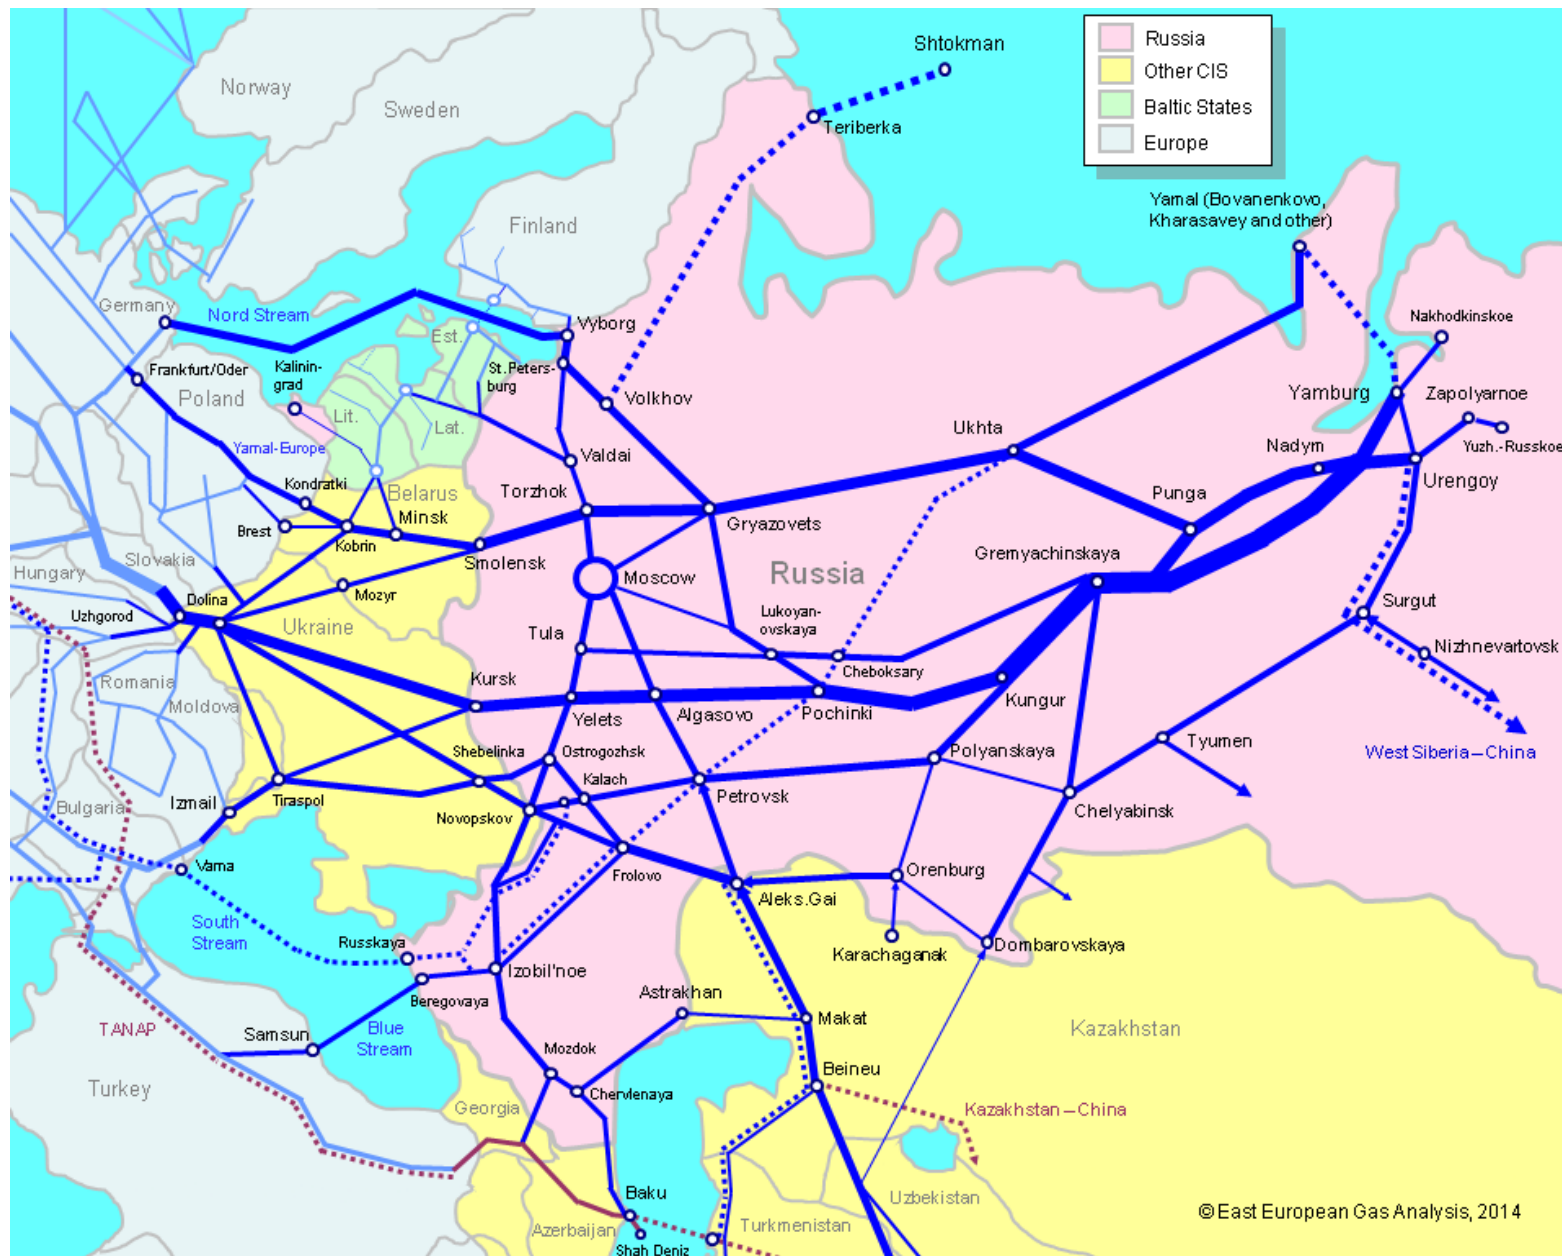 Shtokman
Russia
Other CIS
Baltic States
Europe
Norway
Sweden
Teriberka
Finland
Yamal (Bovanenkovo,
Kharasavey and other)
Germany
Nord Stream
Vyborg
Nakhodkinskoe
Est.
Frankfurt/Oder
Kalinin-
grad
St.Peters-
burg
Volkhov
Yamburg
Zapolyarnoe
Poland
Lit.
Lat.
Ukhta
Nadym
Yuzh.-Russkoe
Yamal-Europe
Valdai
Urengoy
Kondratki
Belarus
Torzhok
Punga
Minsk
Gryazovets
Brest
Kobrin
Smolensk
Gremyachinskaya
Slovakia
Hungary
Moscow
Russia
Mozyr
Dolina
Uzhgorod
Ukraine
Lukoyan-
ovskaya
Surgut
Tula
Nizhnevartovsk
Cheboksary
Romania
Kursk
Kungur
Moldova
Yelets
Algasovo
Pochinki
Shebelinka
Ostrogozhsk
Polyanskaya
Tyumen
West Siberia – China
Kalach
Bulgaria
Izmail
Tiraspol
Petrovsk
Chelyabinsk
Novopskov
Varna
Frolovo
Orenburg
Aleks.Gai
South
Stream
Russkaya
Karachaganak
Dombarovskaya
Izobil'noe
Beregovaya
Astrakhan
TANAP
Samsun
Blue
Stream
Makat
Kazakhstan
Mozdok
Beineu
Turkey
Chervlenaya
Georgia
Kazakhstan – China
Baku
Uzbekistan
Azerbaijan
Turkmenistan
© East European Gas Analysis, 2014
Shah Deniz